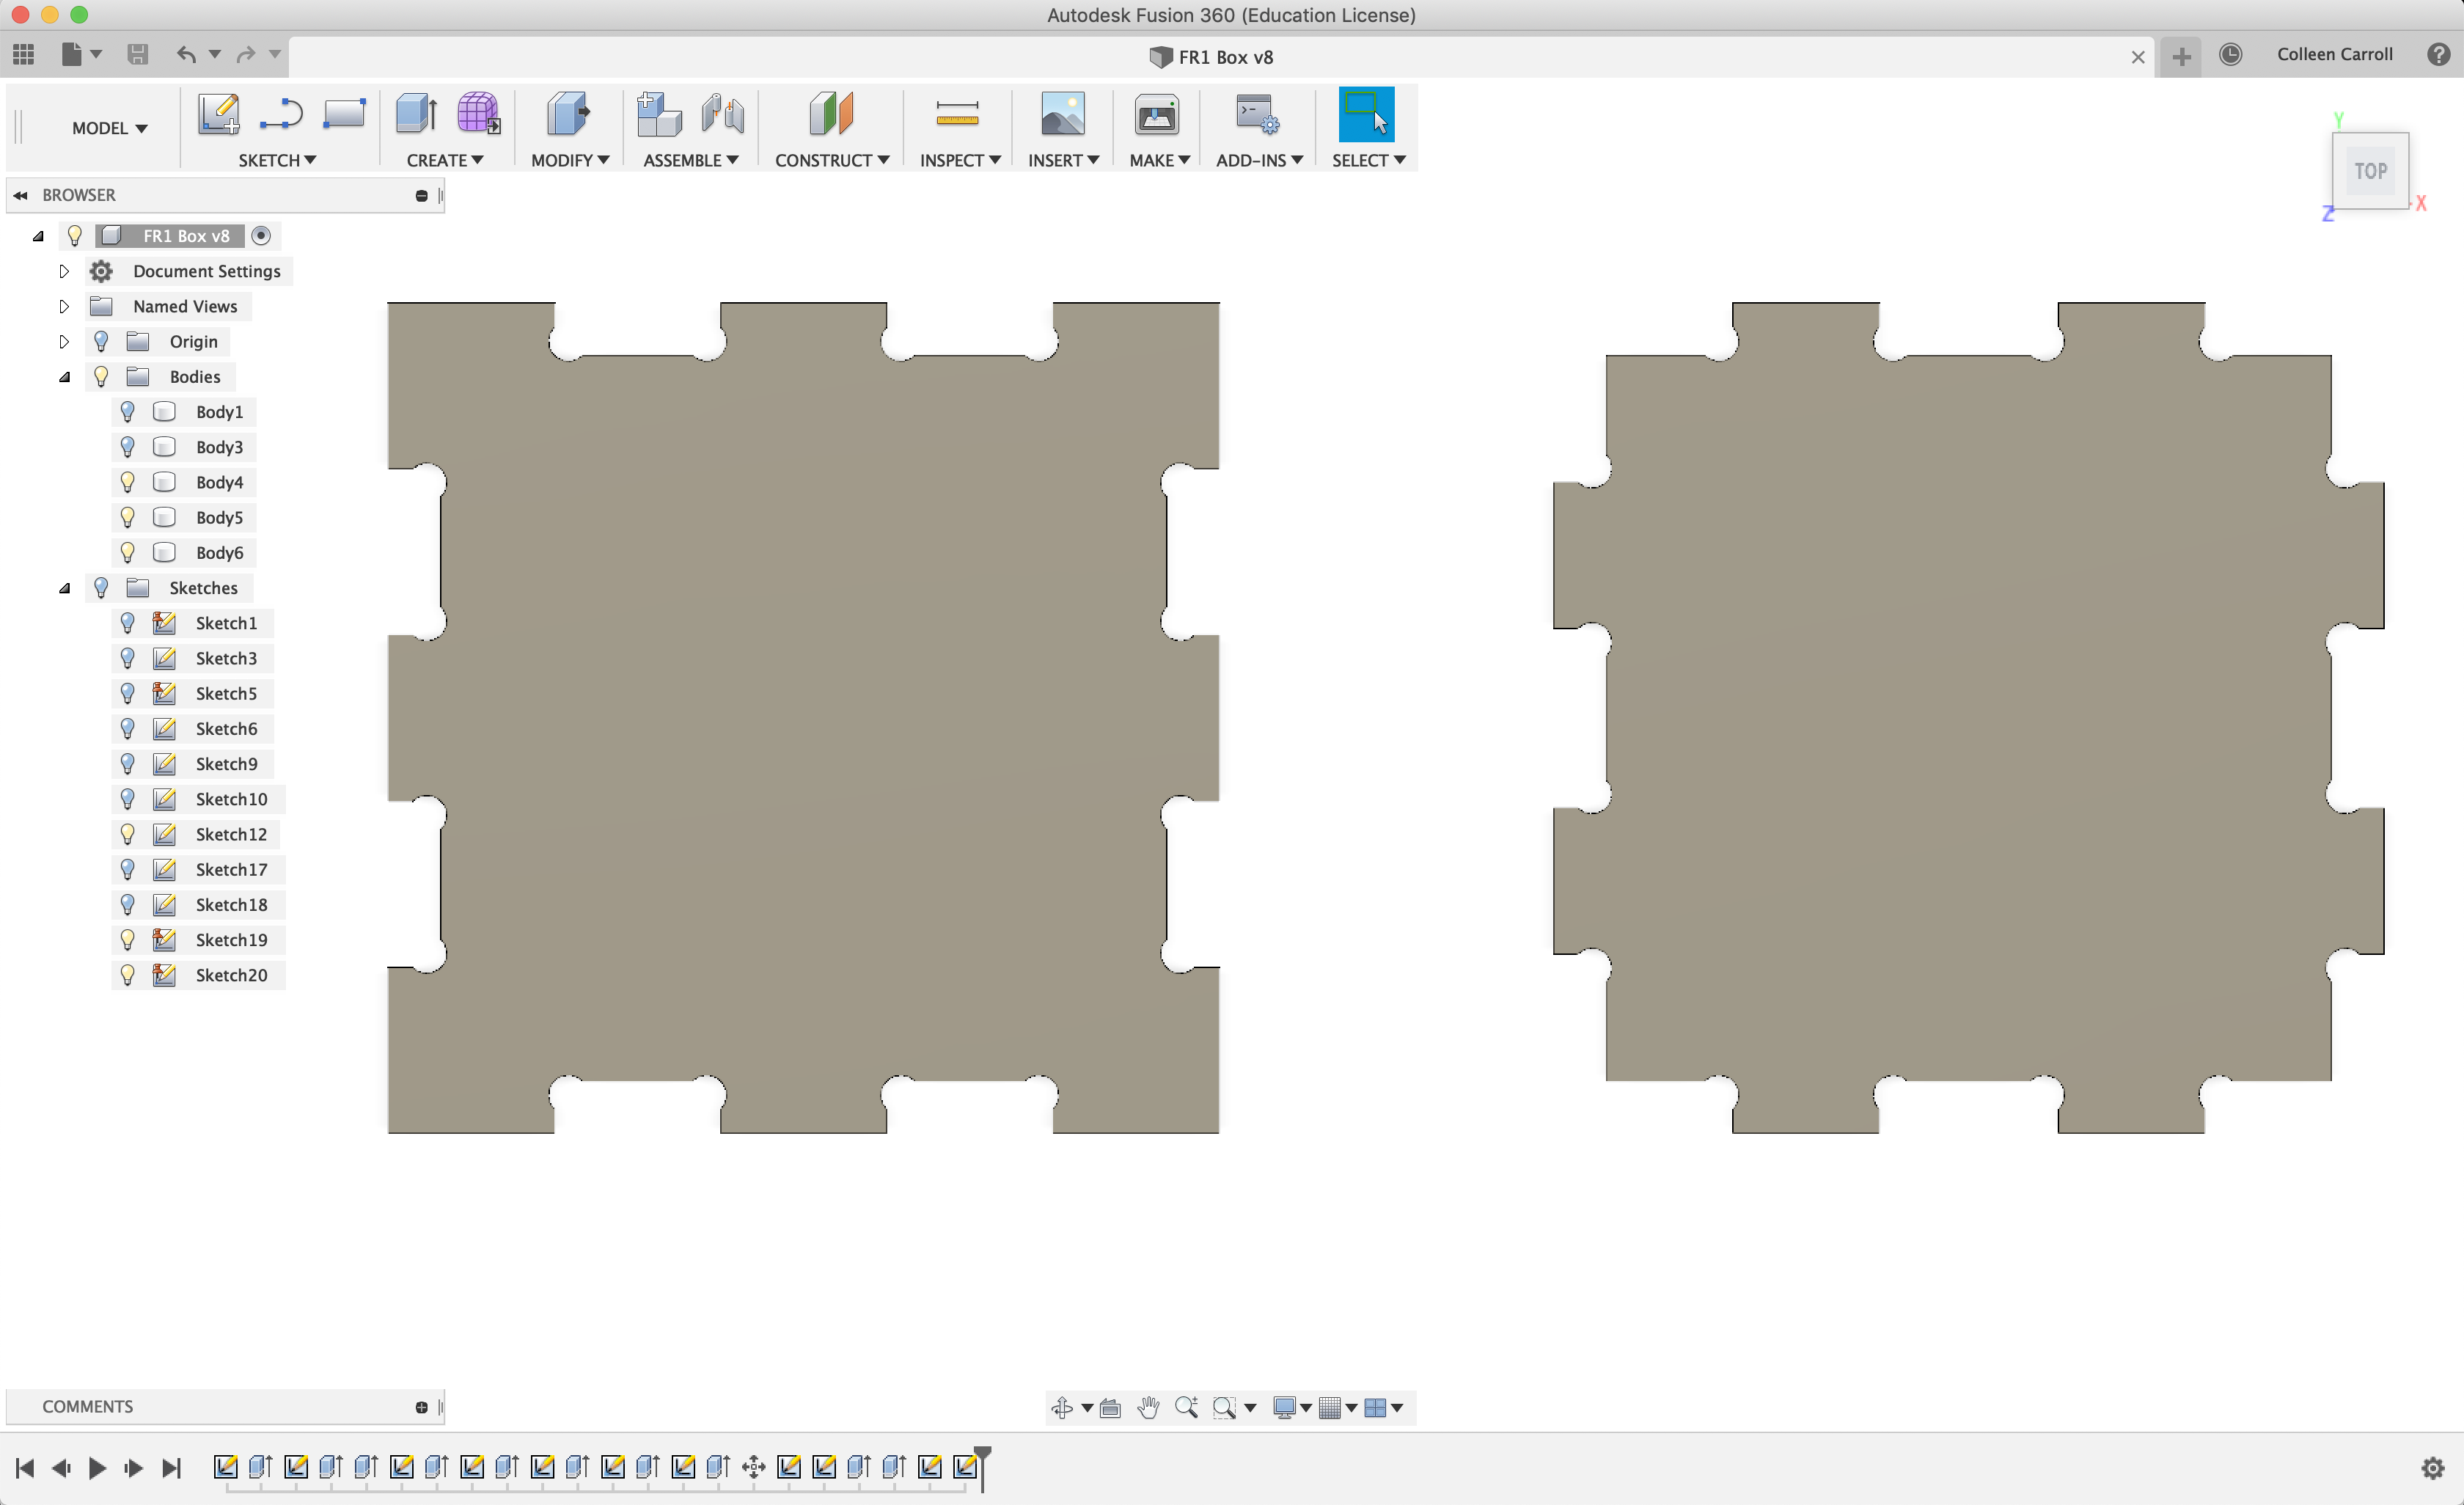 Autodesk Fusion 360 (Education License)
FR1 Box v8
Colleen Carroll
MODEL
SKETCH
CREATE
MODIFY
ASSEMBLE
CONSTRUCT
INSPECT
INSERT
MAKE
ADD-INS
SELECT
Y
TOP
X
Z
BROWSER
FR1 Box v8
Document Settings
Named Views
Origin
Bodies
Body1
Body3
Body4
Body5
Body6
Sketches
Sketch1
Sketch3
Sketch5
Sketch6
Sketch9
Sketch10
Sketch12
Sketch17
Sketch18
Sketch19
Sketch20
COMMENTS